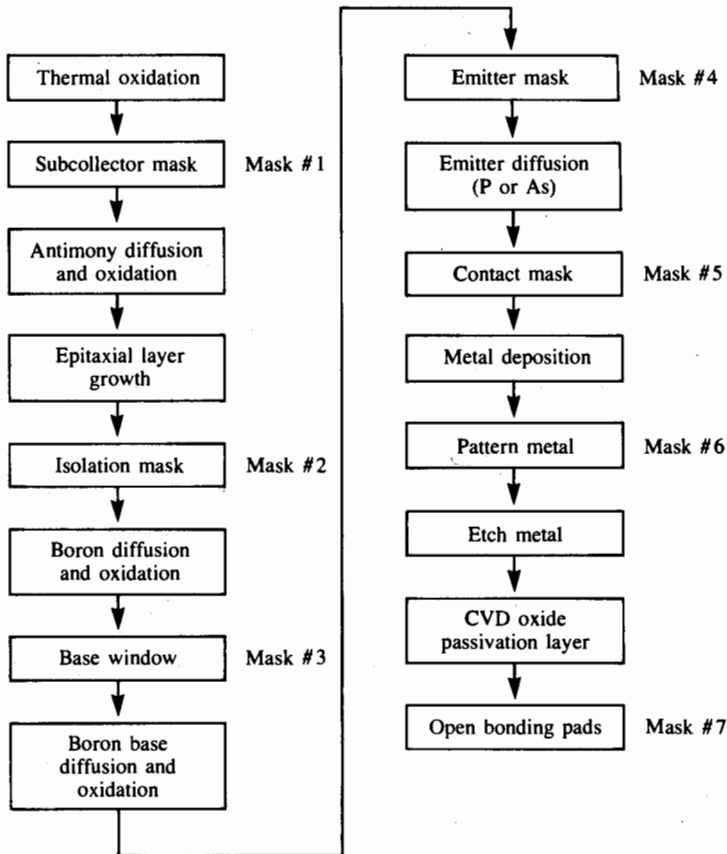 Thermal oxidation
Subcollector mask
Mask #1
Antimony diffusion
and oxidation
Epitaxial layer
growth
Isolation mask
Mask #2
Boron diffusion
and oxidation
Base window
Mask #3
Boron base
diffusion and
oxidation
Emitter mask
Mask #4
Emitter diffusion
(P or As)
Contact mask
Mask #5
Metal deposition
Pattern metal
Mask #6
Etch metal
CVD oxide
passivation layer
Open bonding pads
Mask #7